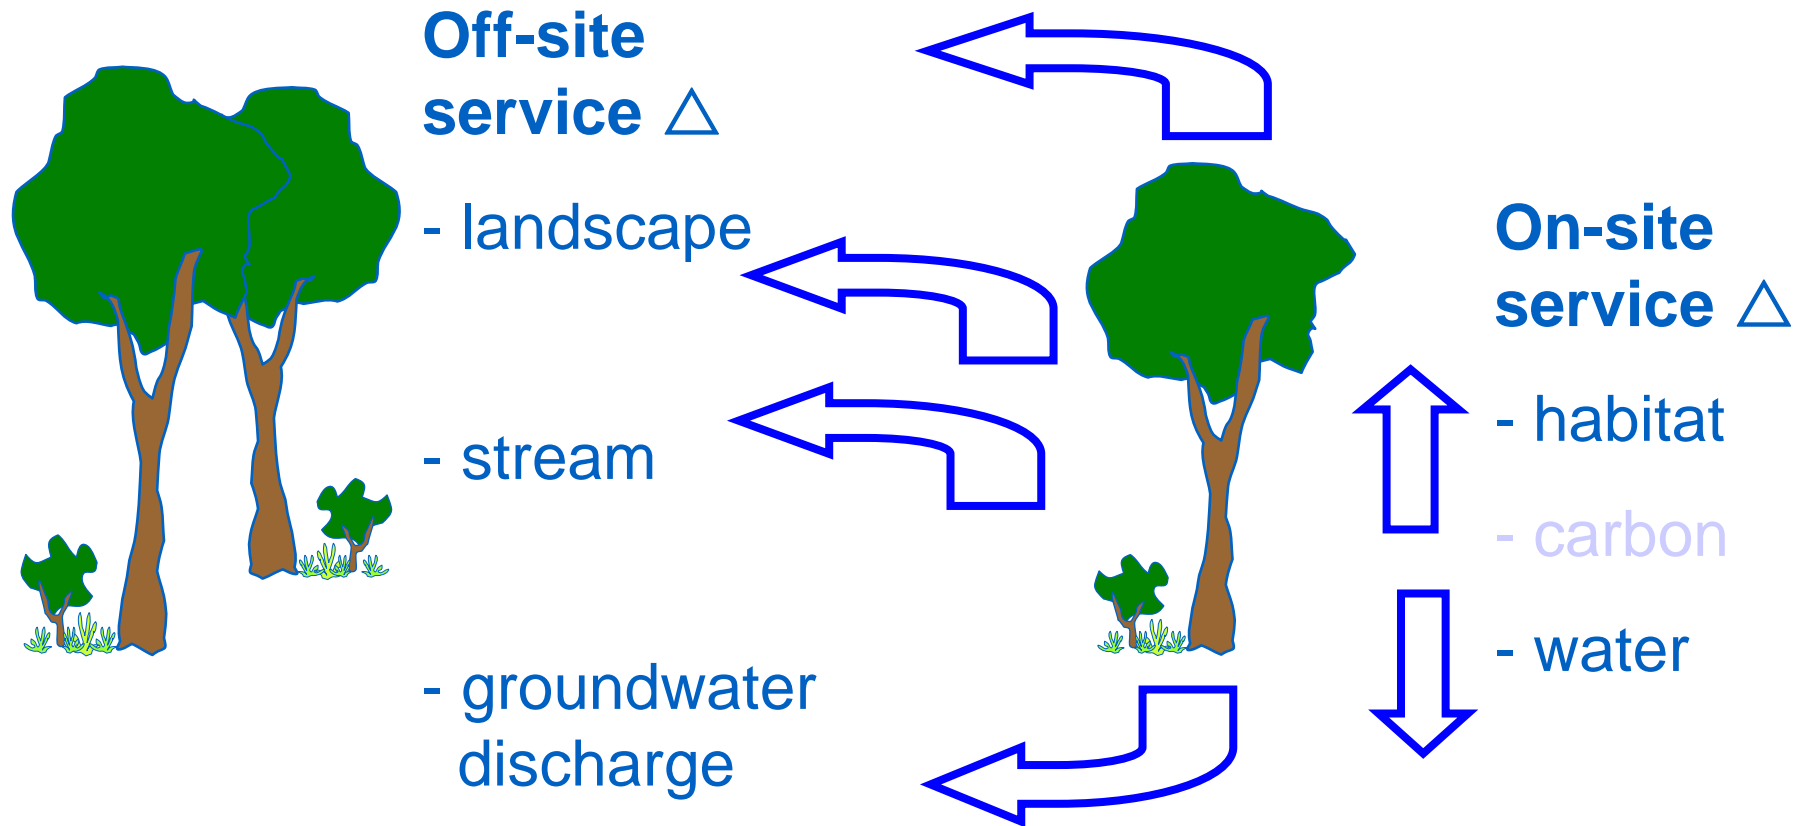 Off-site
service △
- landscape
- stream
- groundwater
discharge
On-site
service △
- habitat
- carbon
- water